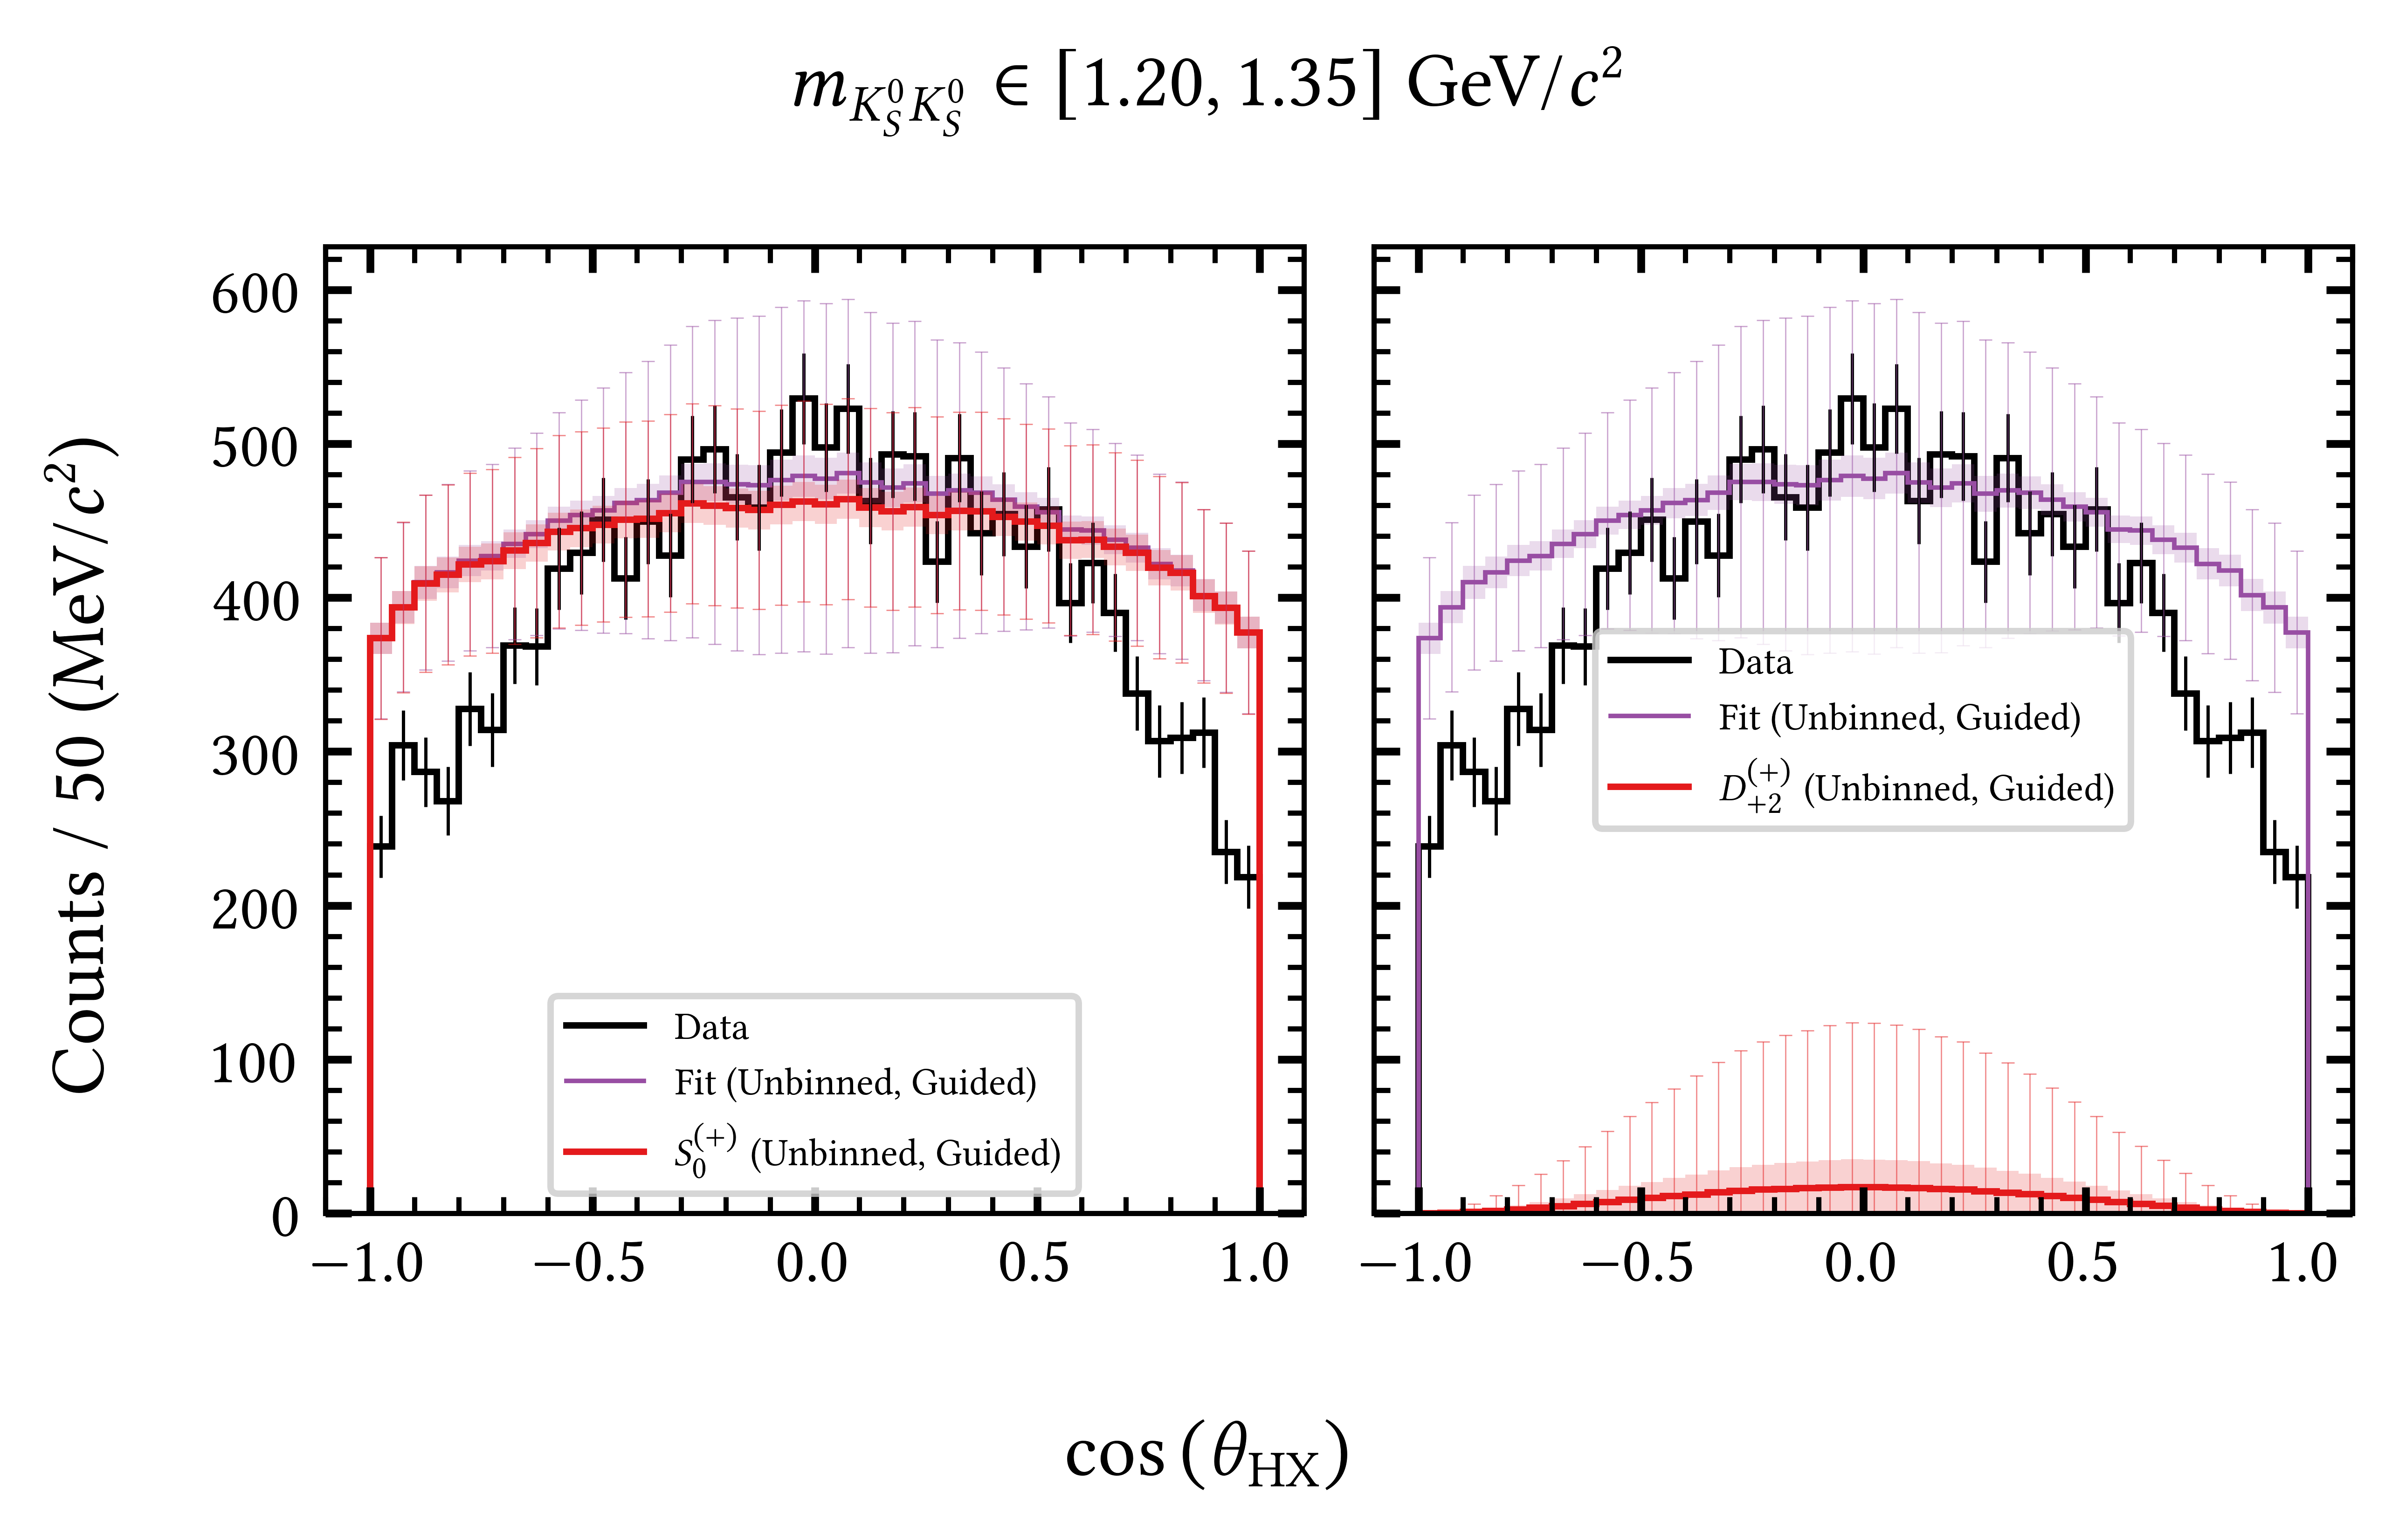 m_{K_S^0 K_S^0} ∈ [1.20, 1.35] GeV/c²
Counts / 50 (MeV/c²)
600
500
400
300
200
100
0
Data
Fit (Unbinned, Guided)
S_0^{(+)} (Unbinned, Guided)
−1.0 −0.5 0.0 0.5 1.0
Data
Fit (Unbinned, Guided)
D_{+2}^{(+)} (Unbinned, Guided)
−1.0 −0.5 0.0 0.5 1.0
cos (θ_HX)